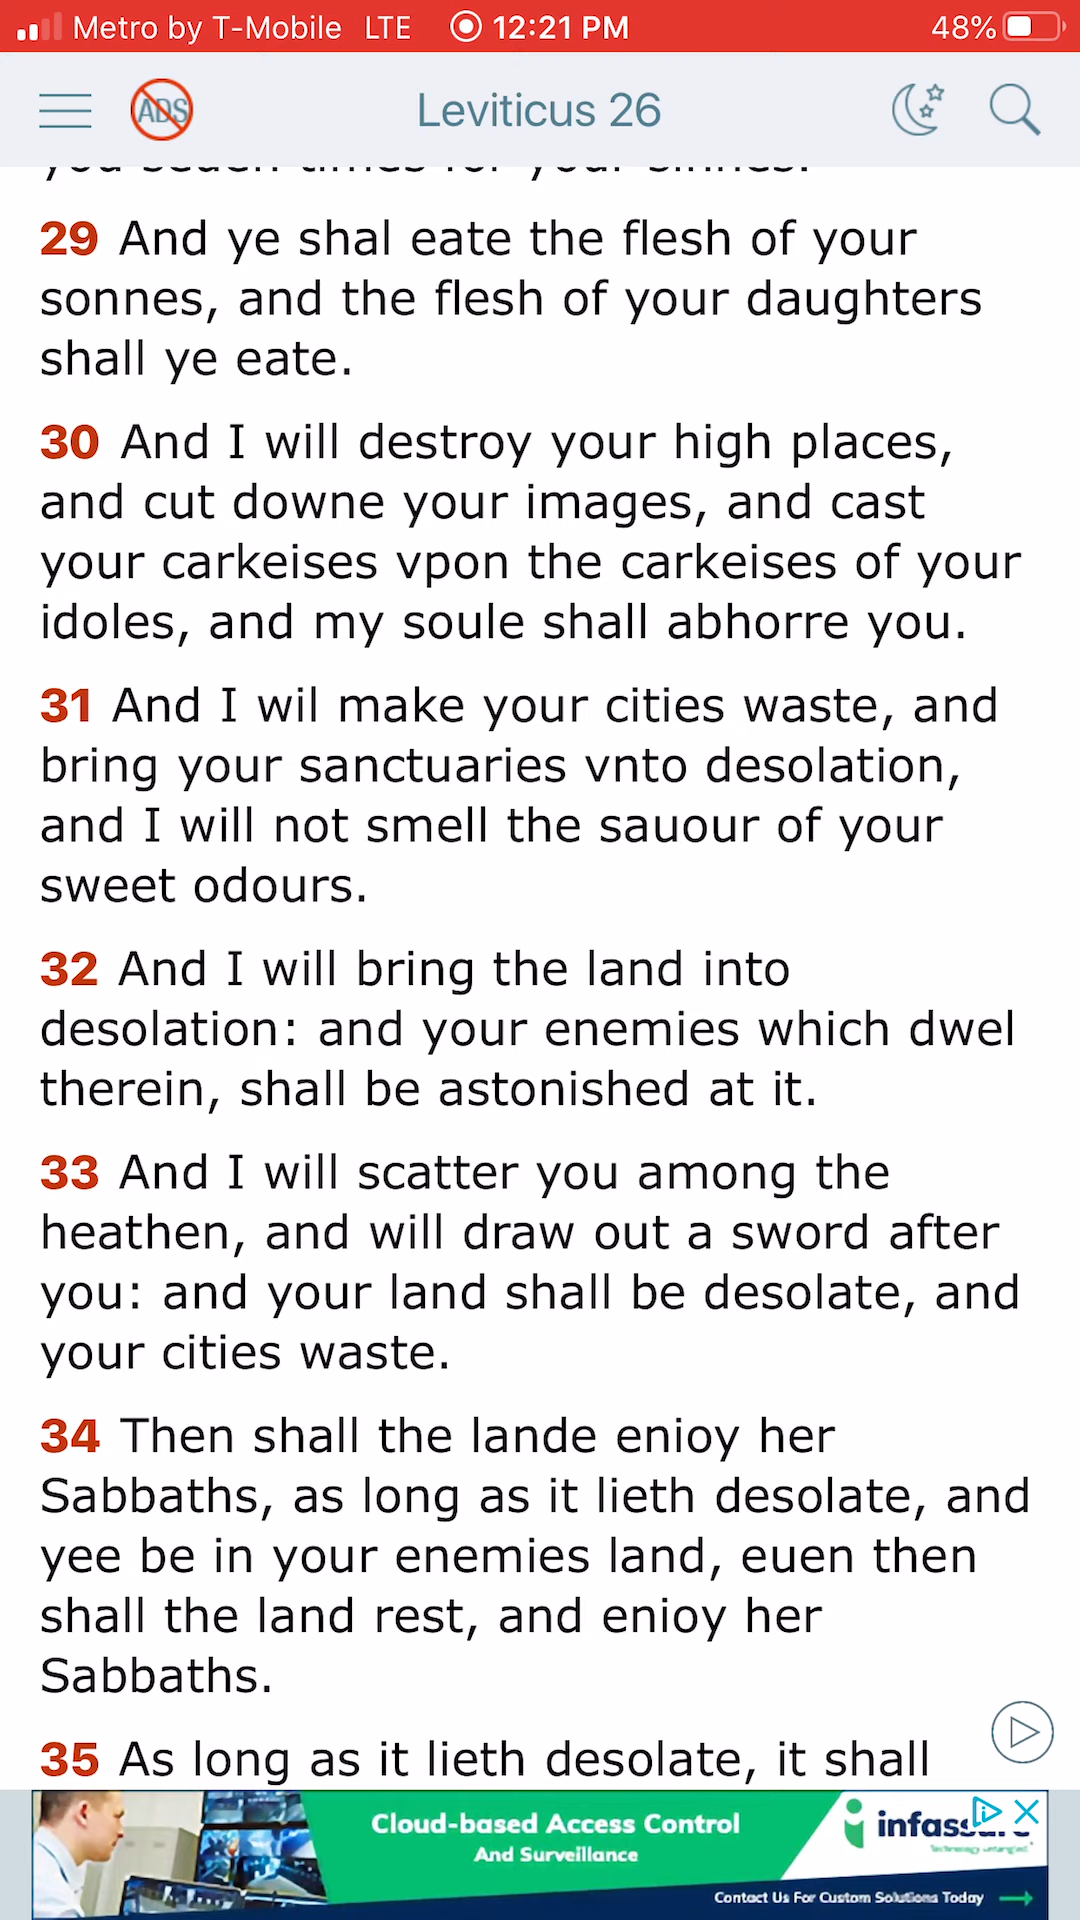 Metro by T-Mobile LTE 12:21 PM 48%
ADS
Leviticus 26
you seuen times for your sinnes.
29 And ye shal eate the flesh of your
sonnes, and the flesh of your daughters
shall ye eate.
30 And I will destroy your high places,
and cut downe your images, and cast
your carkeises vpon the carkeises of your
idoles, and my soule shall abhorre you.
31 And I wil make your cities waste, and
bring your sanctuaries vnto desolation,
and I will not smell the sauour of your
sweet odours.
32 And I will bring the land into
desolation: and your enemies which dwel
therein, shall be astonished at it.
33 And I will scatter you among the
heathen, and will draw out a sword after
you: and your land shall be desolate, and
your cities waste.
34 Then shall the lande enioy her
Sabbaths, as long as it lieth desolate, and
yee be in your enemies land, euen then
shall the land rest, and enioy her
Sabbaths.
35 As long as it lieth desolate, it shall
Cloud-based Access Control
And Surveillance
infassure
Contact Us For Custom Solutions Today